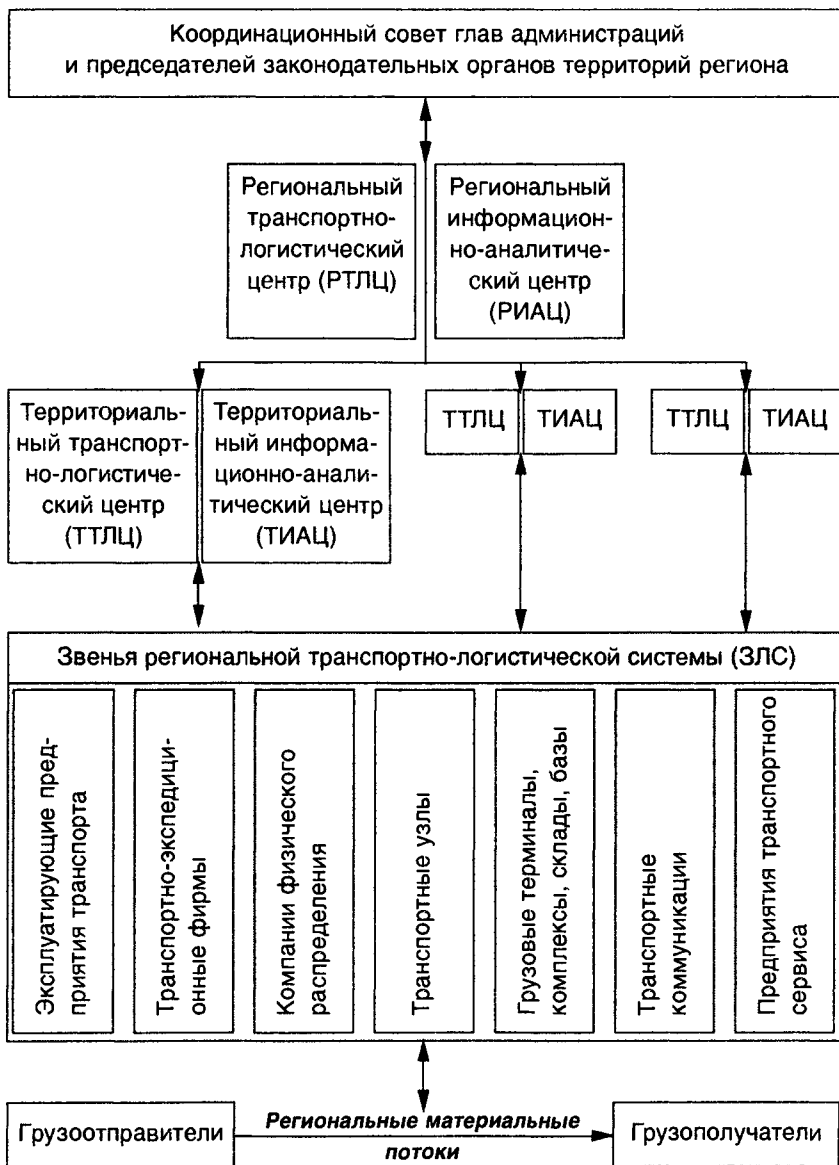 Координационный совет глав администраций
и председателей законодательных органов территорий региона
Региональный
транспортно-
логистический
центр (РТЛЦ)
Региональный
информацион-
но-аналитиче-
ский центр
(РИАЦ)
Территориаль-
ный транспорт-
но-логистиче-
ский центр
(ТТЛЦ)
Территориаль-
ный информа-
ционно-анали-
тический центр
(ТИАЦ)
ТТЛЦ
ТИАЦ
ТТЛЦ
ТИАЦ
Звенья региональной транспортно-логистической системы (ЗЛС)
Эксплуатирующие пред-
приятия транспорта
Транспортно-экспедици-
онные фирмы
Компании физического
распределения
Транспортные узлы
Грузовые терминалы,
комплексы, склады, базы
Транспортные
коммуникации
Предприятия транспортного
сервиса
Грузоотправители
Региональные материальные
потоки
Грузополучатели